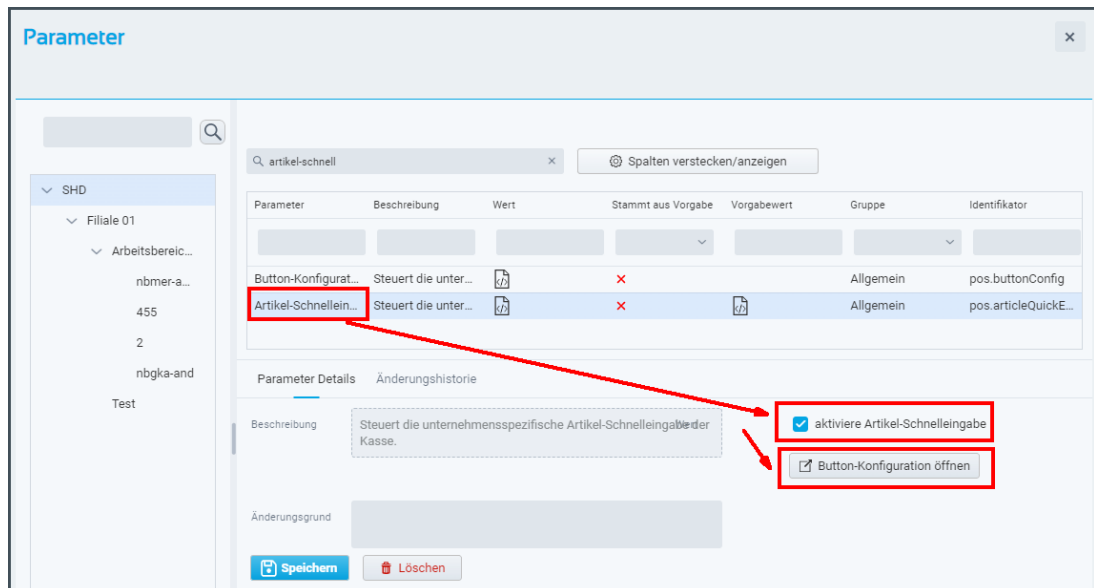 Parameter
artikel-schnell
Spalten verstecken/anzeigen
SHD
Filiale 01
Arbeitsbereic...
nbmer-a...
455
2
nbgka-and
Test
Parameter Beschreibung Wert Stammt aus Vorgabe Vorgabewert Gruppe Identifikator
Button-Konfigurat... Steuert die unter... Allgemein pos.buttonConfig
Artikel-Schnellein... Steuert die unter... Allgemein pos.articleQuickE...
Parameter Details Änderungshistorie
Beschreibung
Steuert die unternehmensspezifische Artikel-Schnelleingabe der
Kasse.
Wert
aktiviere Artikel-Schnelleingabe
Button-Konfiguration öffnen
Änderungsgrund
Speichern Löschen